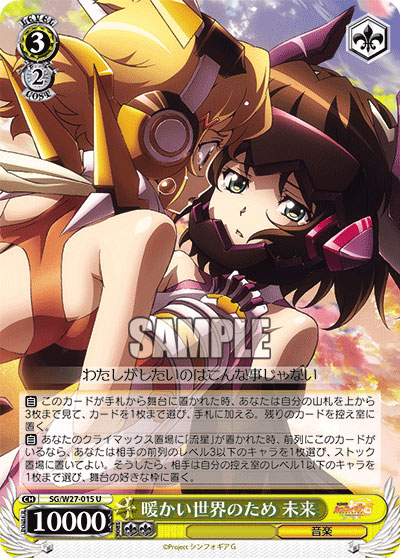 LEVEL
3
2
COST
SAMPLE
わたしがしたいのはこんな事じゃない
自 このカードが手札から舞台に置かれた時、あなたは自分の山札を上から
3枚まで見て、カードを1枚まで選び、手札に加える。残りのカードを控え室に
置く。
自 あなたのクライマックス置場に「流星」が置かれた時、前列にこのカードが
いるなら、あなたは相手の前列のレベル3以下のキャラを1枚選び、ストック
置場に置いてよい。そうしたら、相手は自分の控え室のレベル1以下のキャラを
1枚まで選び、舞台の好きな枠に置く。
CH SG/W27-015 U
10000
暖かい世界のため 未来
音楽
©Project シンフォギアG